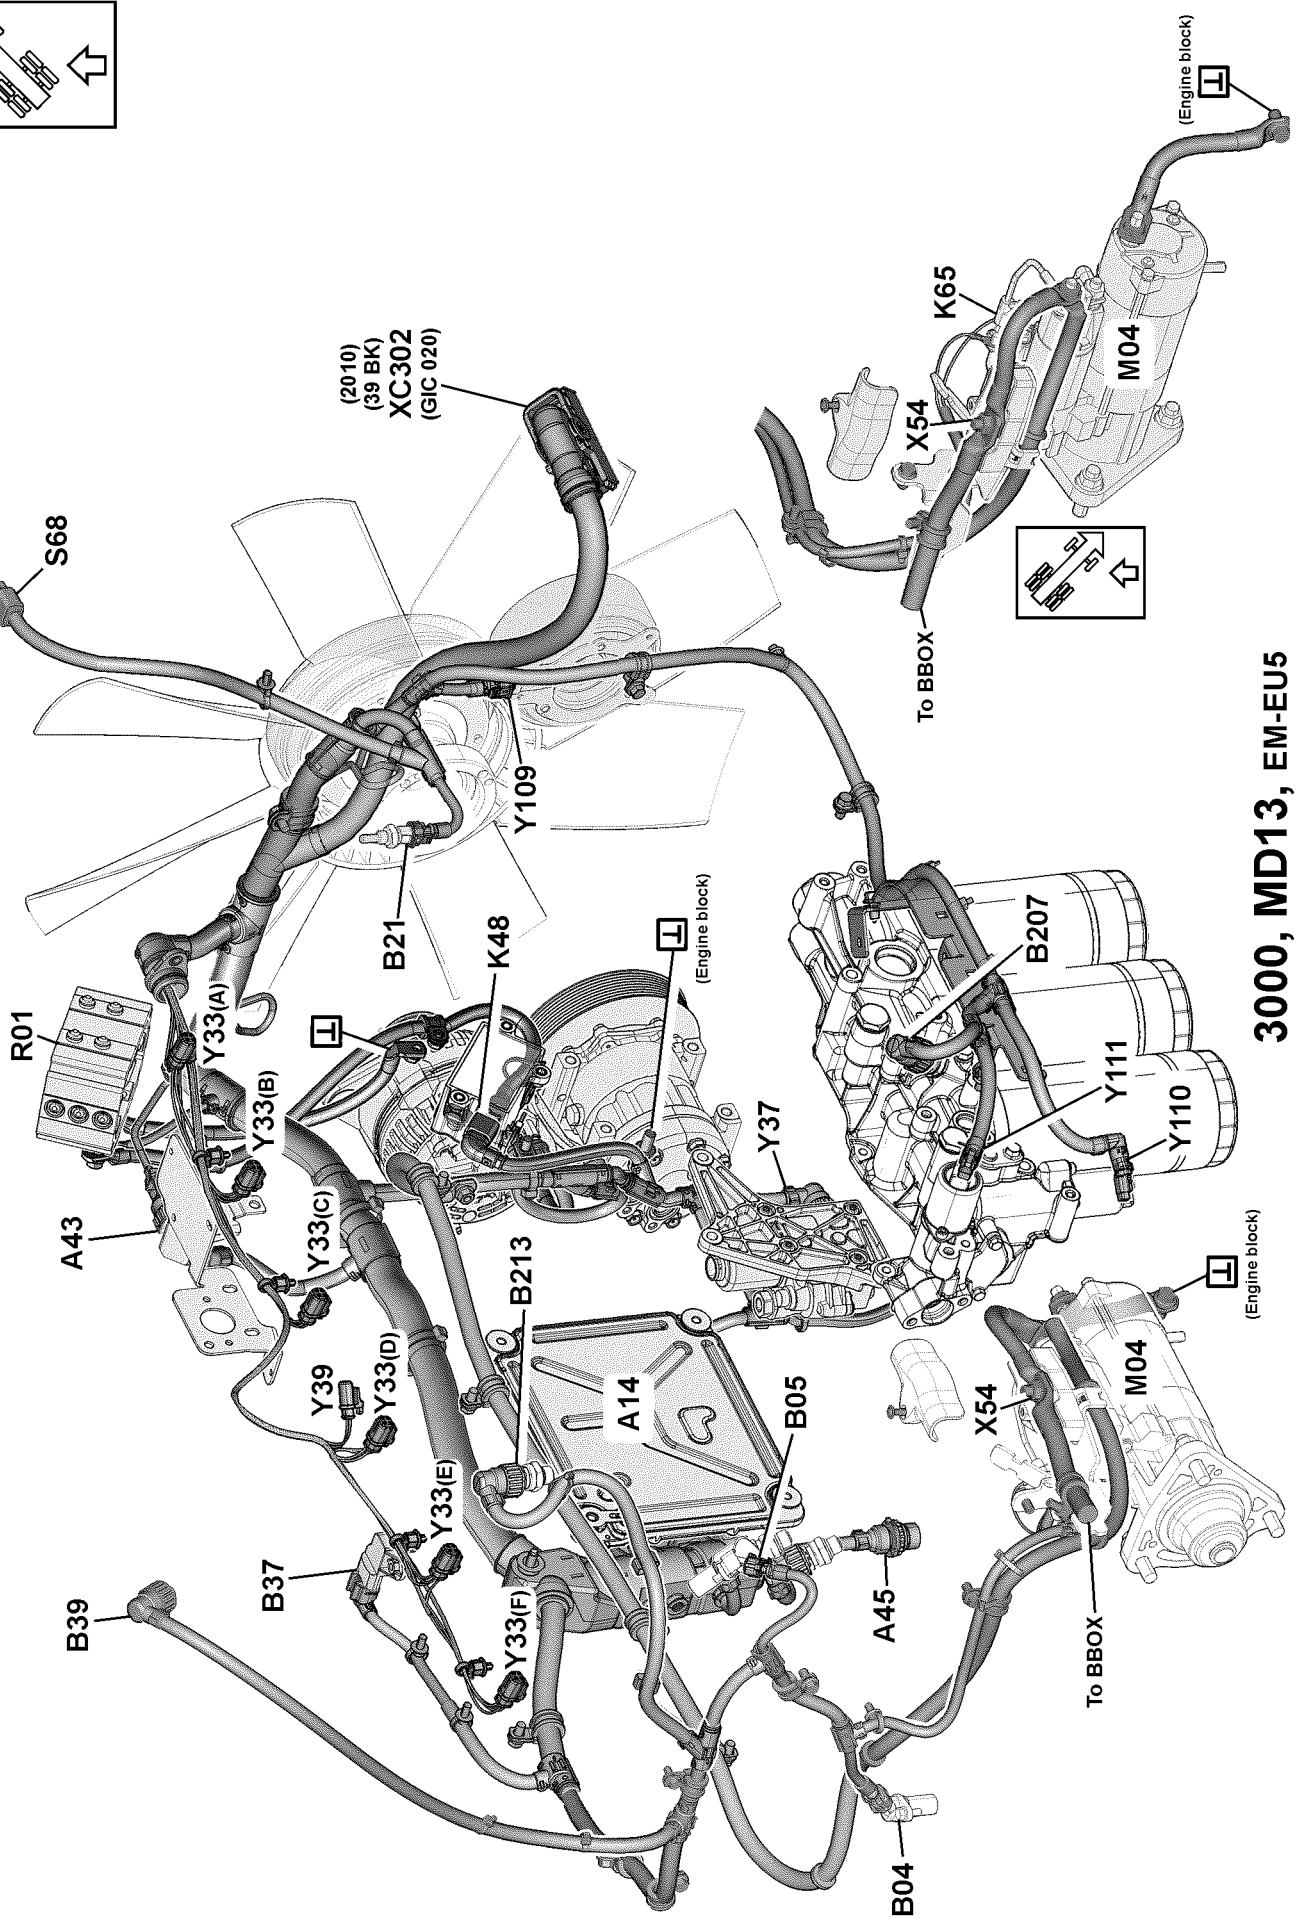 B39
B37
A43
R01
S68
Y33(F)
Y33(E)
Y39
Y33(D)
Y33(C)
Y33(B)
Y33(A)
(2010)
(39 BK)
XC302
(GIC 020)
B213
K48
B21
Y109
A14
B05
Y37
(Engine block)
A45
B04
To BBOX
X54
M04
(Engine block)
Y110
Y111
B207
To BBOX
X54
K65
M04
(Engine block)
3000, MD13, EM-EU5